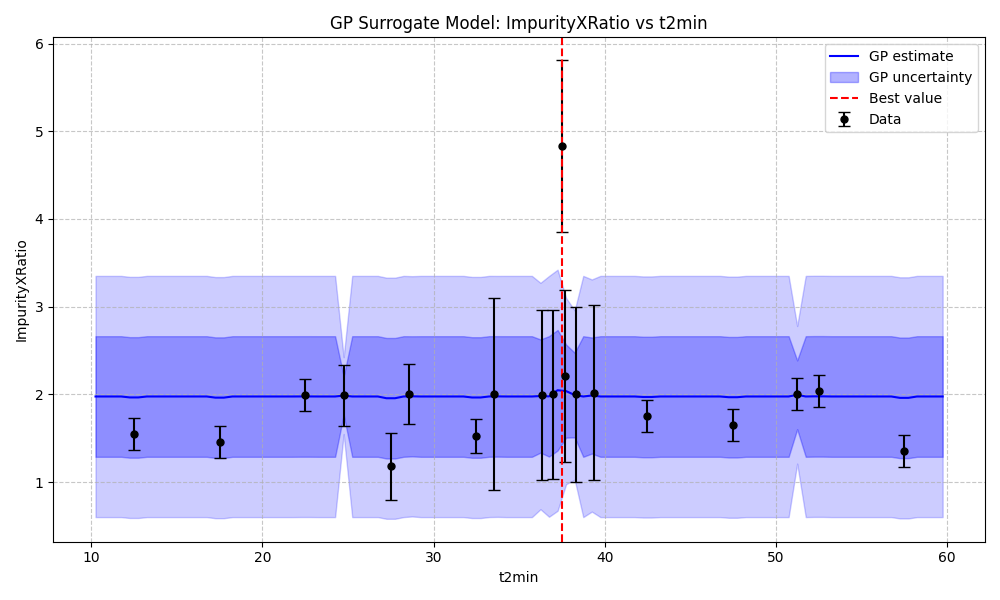 GP Surrogate Model: ImpurityXRatio vs t2min
GP estimate
GP uncertainty
Best value
Data
ImpurityXRatio
6
5
4
3
2
1
10 20 30 40 50 60
t2min